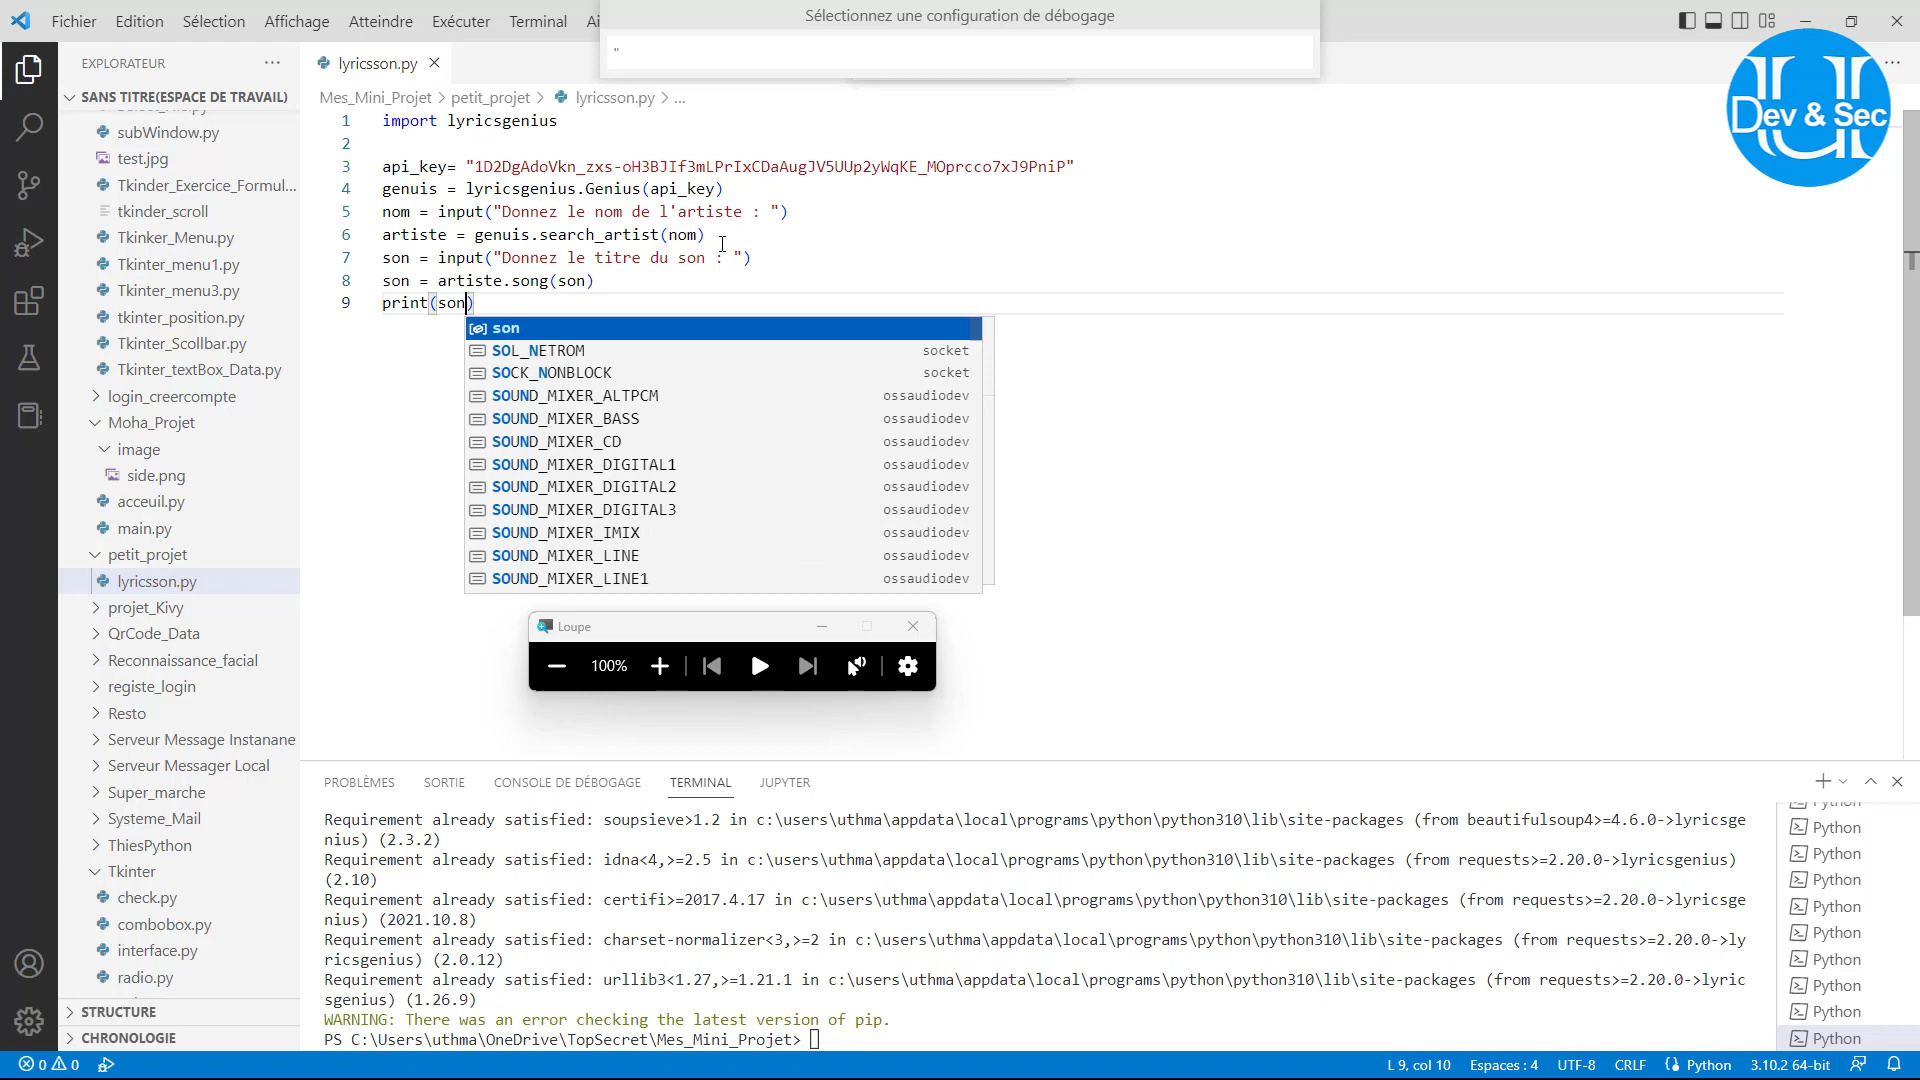 Fichier Edition Sélection Affichage Atteindre Exécuter Terminal Ai
Sélectionnez une configuration de débogage
"
Dev & Sec
EXPLORATEUR
lyricsson.py
SANS TITRE(ESPACE DE TRAVAIL)
Mes_Mini_Projet > petit_projet > lyricsson.py > ...
subWindow.py
test.jpg
Tkinder_Exercice_Formul...
tkinder_scroll
Tkinker_Menu.py
Tkinter_menu1.py
Tkinter_menu3.py
tkinter_position.py
Tkinter_Scollbar.py
Tkinter_textBox_Data.py
login_creercompte
Moha_Projet
image
side.png
acceuil.py
main.py
petit_projet
lyricsson.py
projet_Kivy
QrCode_Data
Reconnaissance_facial
registe_login
Resto
Serveur Message Instanane
Serveur Messager Local
Super_marche
Systeme_Mail
ThiesPython
Tkinter
check.py
combobox.py
interface.py
radio.py
STRUCTURE
CHRONOLOGIE
1 import lyricsgenius
2
3 api_key= "1D2DgAdoVkn_zxs-oH3BJIf3mLPrIxCDaAugJV5UUp2yWqKE_MOprcco7xJ9PniP"
4 genuis = lyricsgenius.Genius(api_key)
5 nom = input("Donnez le nom de l'artiste : ")
6 artiste = genuis.search_artist(nom)
7 son = input("Donnez le titre du son : ")
8 son = artiste.song(son)
9 print(son)
son
SOL_NETROM socket
SOCK_NONBLOCK socket
SOUND_MIXER_ALTPCM ossaudiodev
SOUND_MIXER_BASS ossaudiodev
SOUND_MIXER_CD ossaudiodev
SOUND_MIXER_DIGITAL1 ossaudiodev
SOUND_MIXER_DIGITAL2 ossaudiodev
SOUND_MIXER_DIGITAL3 ossaudiodev
SOUND_MIXER_IMIX ossaudiodev
SOUND_MIXER_LINE ossaudiodev
SOUND_MIXER_LINE1 ossaudiodev
Loupe
100%
PROBLÈMES SORTIE CONSOLE DE DÉBOGAGE TERMINAL JUPYTER
Requirement already satisfied: soupsieve>1.2 in c:\users\uthma\appdata\local\programs\python\python310\lib\site-packages (from beautifulsoup4>=4.6.0->lyricsge
nius) (2.3.2)
Requirement already satisfied: idna<4,>=2.5 in c:\users\uthma\appdata\local\programs\python\python310\lib\site-packages (from requests>=2.20.0->lyricsgenius)
(2.10)
Requirement already satisfied: certifi>=2017.4.17 in c:\users\uthma\appdata\local\programs\python\python310\lib\site-packages (from requests>=2.20.0->lyricsge
nius) (2021.10.8)
Requirement already satisfied: charset-normalizer<3,>=2 in c:\users\uthma\appdata\local\programs\python\python310\lib\site-packages (from requests>=2.20.0->ly
ricsgenius) (2.0.12)
Requirement already satisfied: urllib3<1.27,>=1.21.1 in c:\users\uthma\appdata\local\programs\python\python310\lib\site-packages (from requests>=2.20.0->lyric
sgenius) (1.26.9)
WARNING: There was an error checking the latest version of pip.
PS C:\Users\uthma\OneDrive\TopSecret\Mes_Mini_Projet>
Python
Python
Python
Python
Python
Python
Python
Python
Python
0 0
L 9, col 10 Espaces : 4 UTF-8 CRLF Python 3.10.2 64-bit